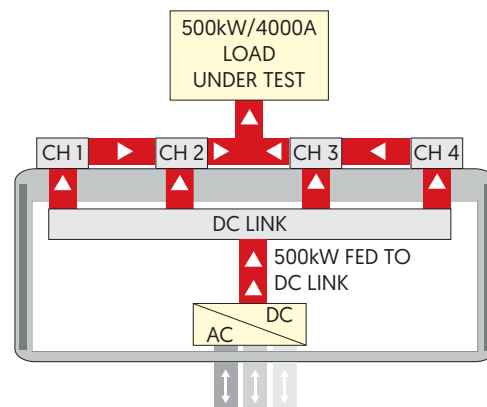 500kW/4000A
LOAD
UNDER TEST
CH 1
CH 2
CH 3
CH 4
DC LINK
500kW FED TO
DC LINK
DC
AC